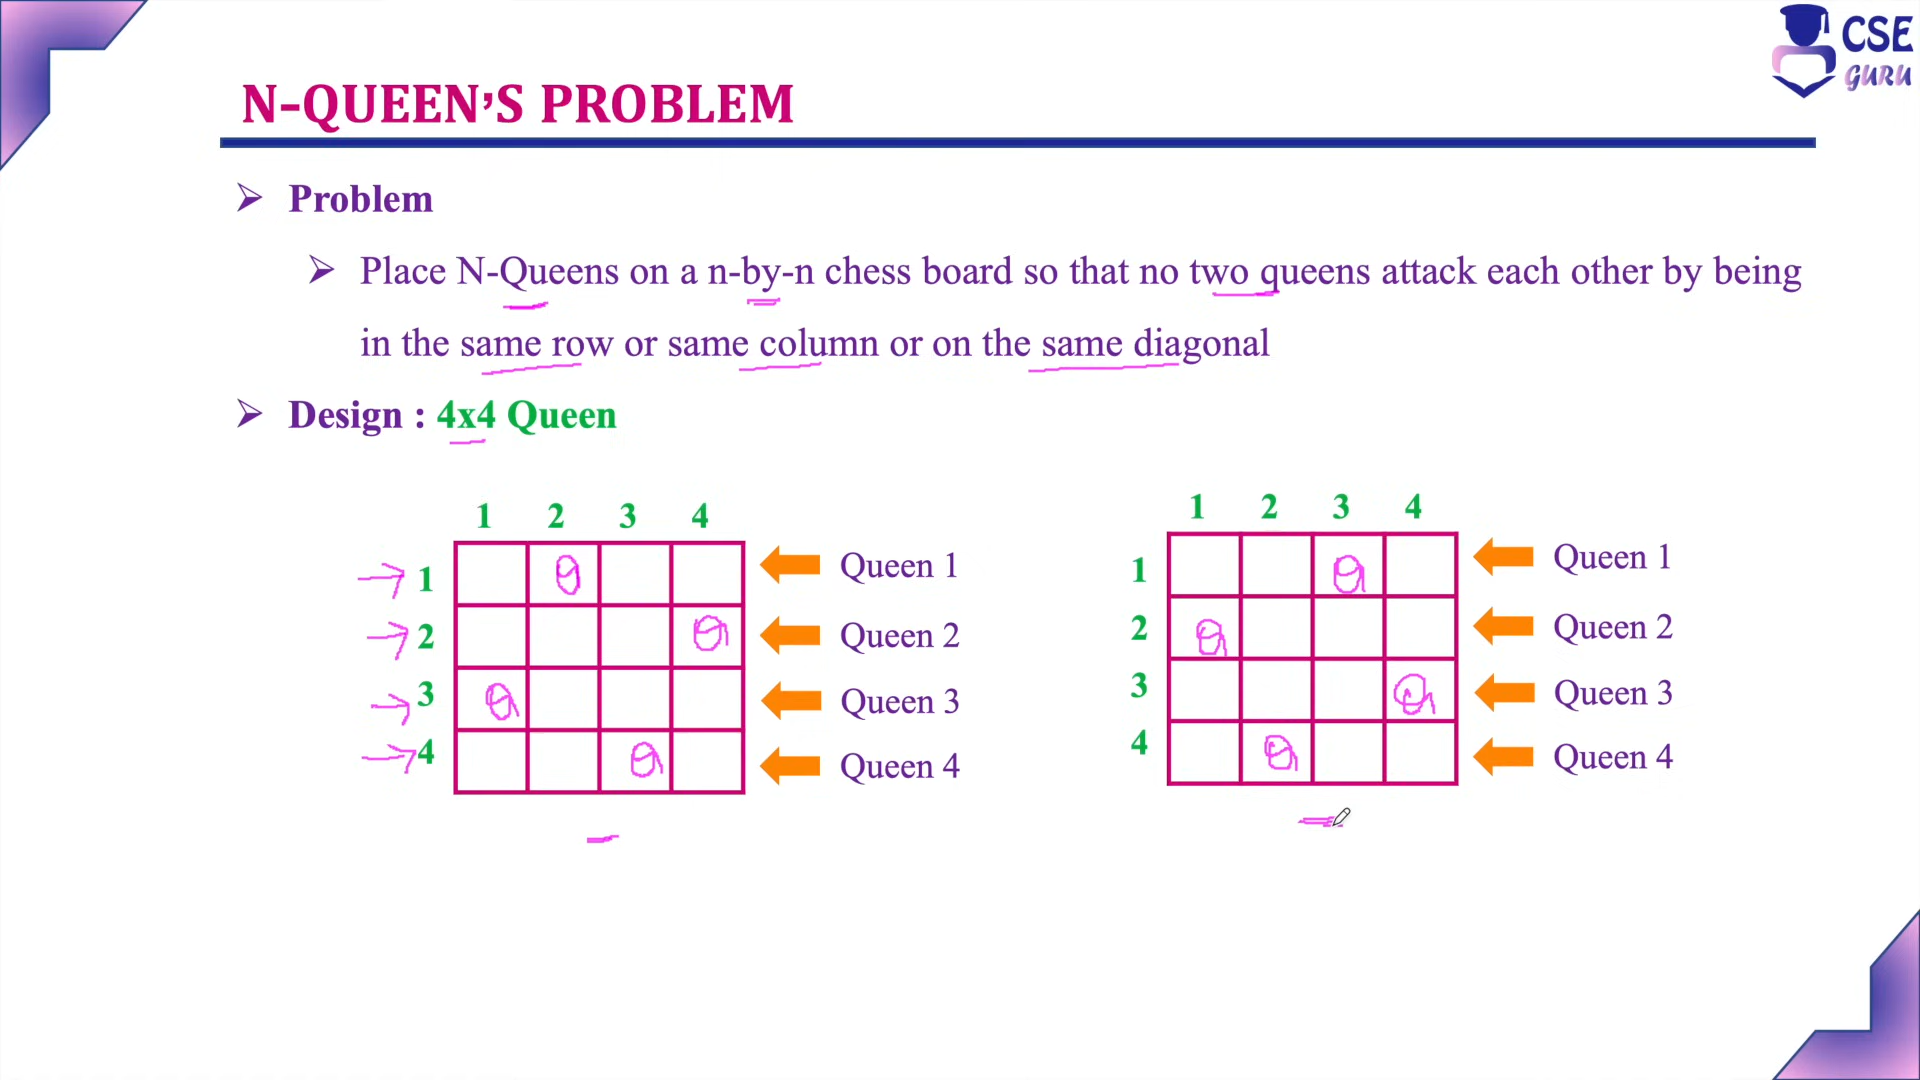 CSE
GURU
N-QUEEN'S PROBLEM
➢ Problem
➢ Place N-Queens on a n-by-n chess board so that no two queens attack each other by being
in the same row or same column or on the same diagonal
➢ Design : 4x4 Queen
1 2 3 4
1 Queen 1
2 Queen 2
3 Queen 3
4 Queen 4
1 2 3 4
1 Queen 1
2 Queen 2
3 Queen 3
4 Queen 4